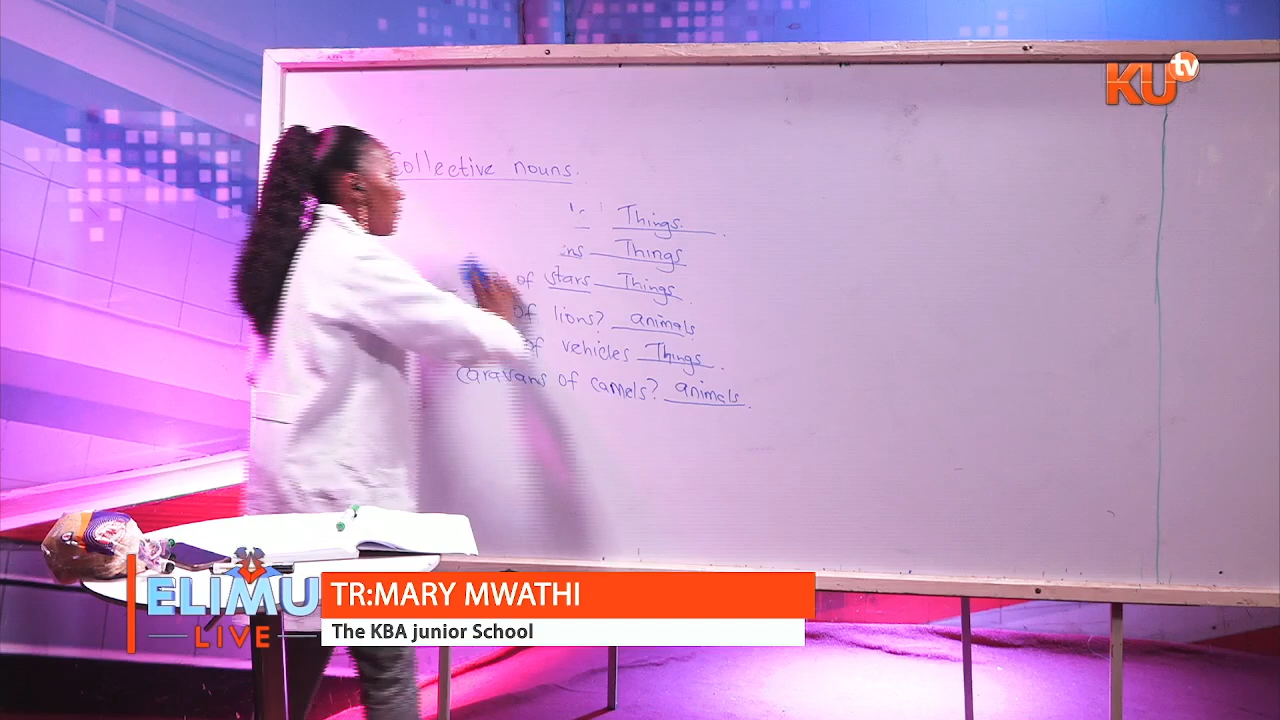 KU tv
Collective nouns.
Things.
Things
of stars Things.
of lions? animals
of vehicles Things.
caravans of camels? animals.
ELIMU
LIVE
TR:MARY MWATHI
The KBA junior School